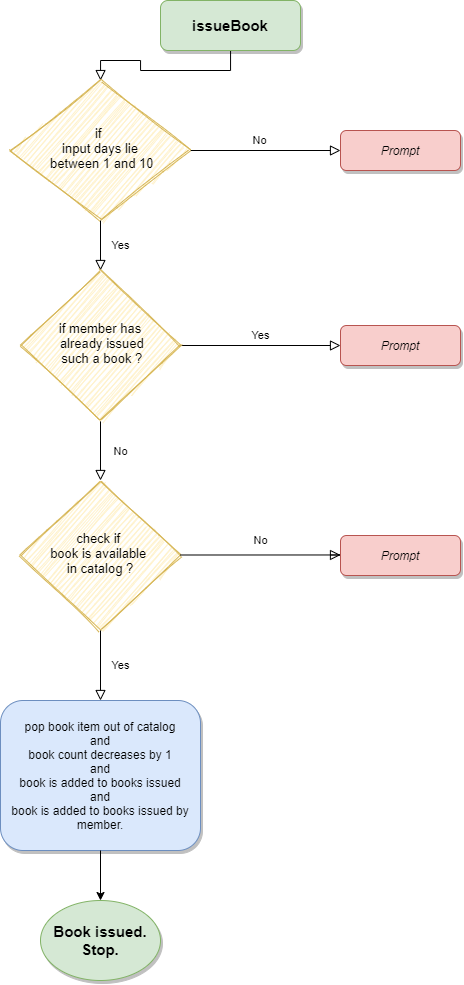 issueBook
if
input days lie
between 1 and 10
No
Prompt
Yes
if member has
already issued
such a book ?
Yes
Prompt
No
check if
book is available
in catalog ?
No
Prompt
Yes
pop book item out of catalog
and
book count decreases by 1
and
book is added to books issued
and
book is added to books issued by
member.
Book issued.
Stop.